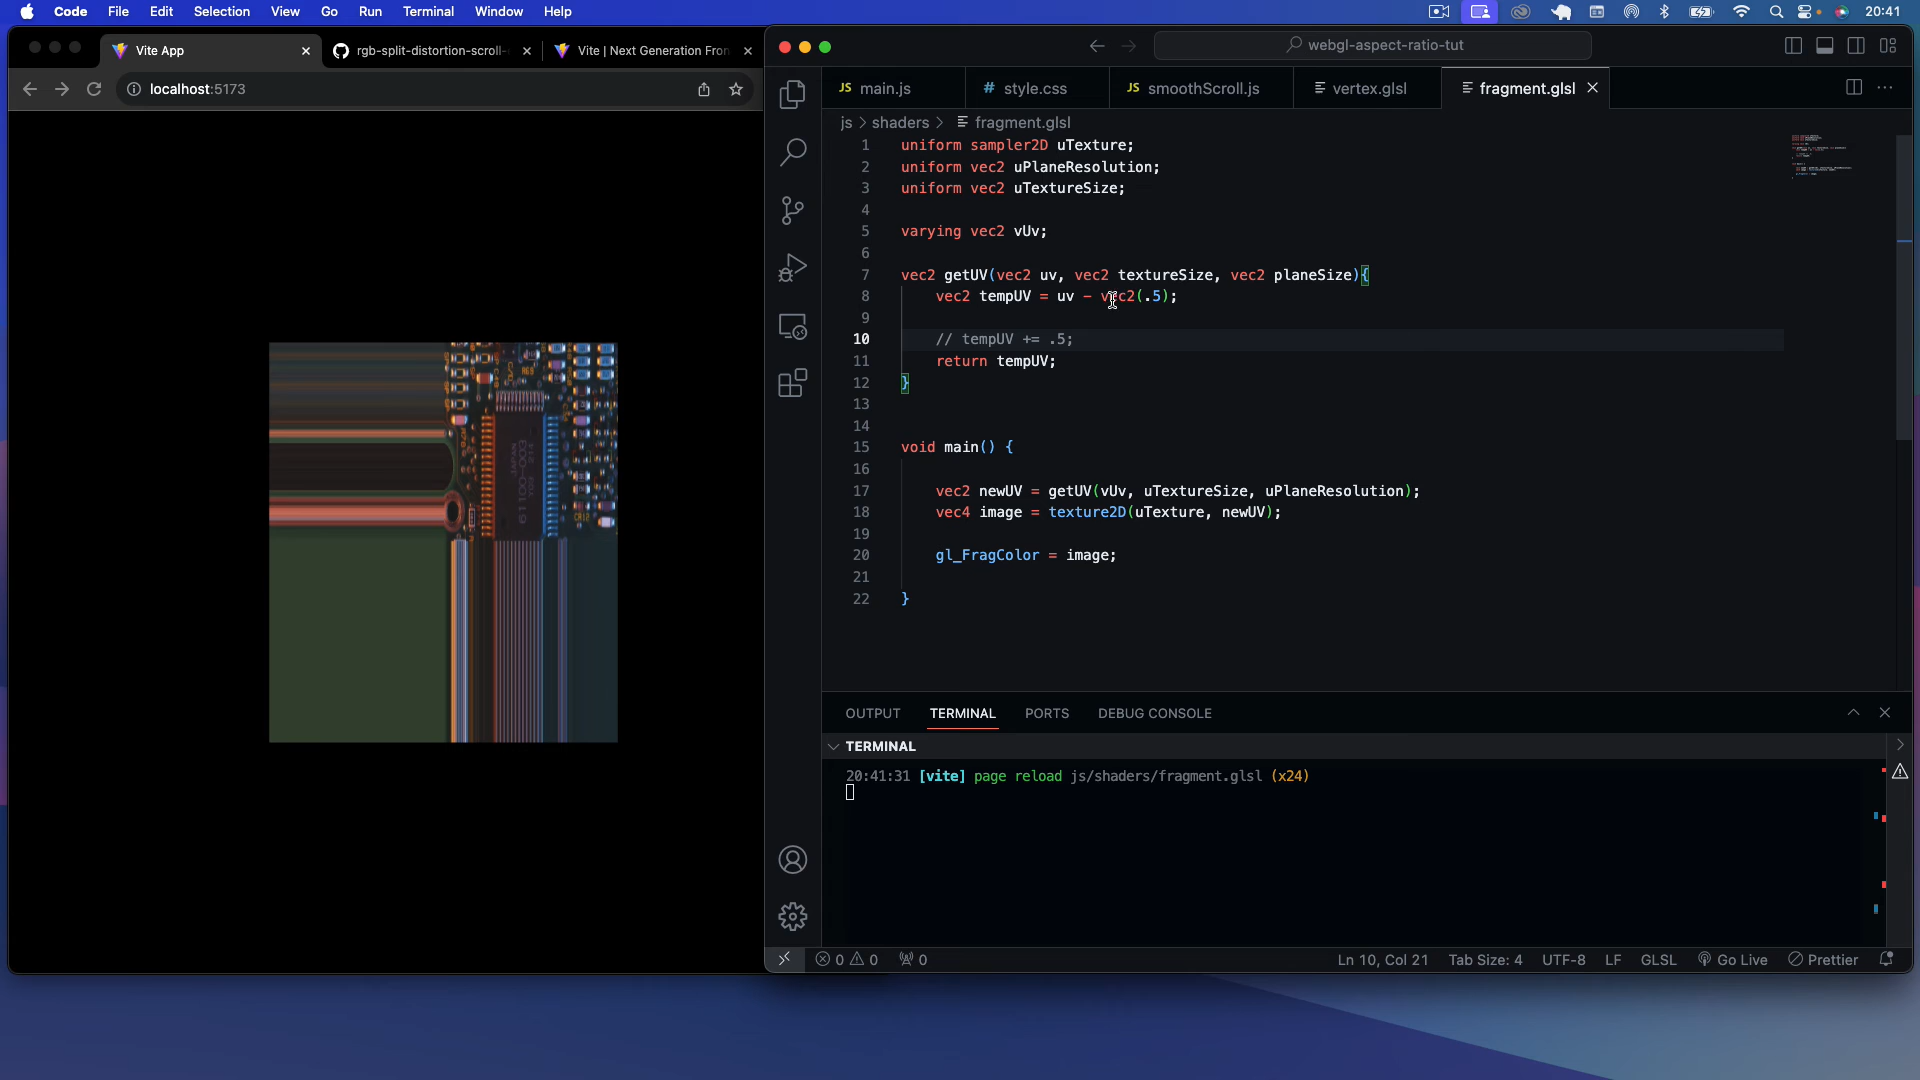 Code File Edit Selection View Go Run Terminal Window Help 20:41
Vite App rgb-split-distortion-scroll- Vite | Next Generation Fron
localhost:5173
webgl-aspect-ratio-tut
JS main.js # style.css JS smoothScroll.js vertex.glsl fragment.glsl
js > shaders > fragment.glsl
1 uniform sampler2D uTexture;
2 uniform vec2 uPlaneResolution;
3 uniform vec2 uTextureSize;
4
5 varying vec2 vUv;
6
7 vec2 getUV(vec2 uv, vec2 textureSize, vec2 planeSize){
8 vec2 tempUV = uv - vec2(.5);
9
10 // tempUV += .5;
11 return tempUV;
12 }
13
14
15 void main() {
16
17 vec2 newUV = getUV(vUv, uTextureSize, uPlaneResolution);
18 vec4 image = texture2D(uTexture, newUV);
19
20 gl_FragColor = image;
21
22 }
OUTPUT TERMINAL PORTS DEBUG CONSOLE
TERMINAL
20:41:31 [vite] page reload js/shaders/fragment.glsl (x24)
0 0 0 Ln 10, Col 21 Tab Size: 4 UTF-8 LF GLSL Go Live Prettier